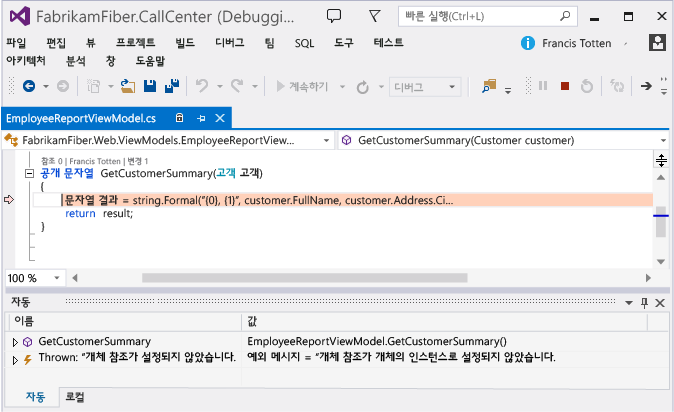 FabrikamFiber.CallCenter (Debuggi...
빠른 실행(Ctrl+L)
파일 편집 뷰 프로젝트 빌드 디버그 팀 SQL 도구 테스트
Francis Totten
아키텍처 분석 창 도움말
계속하기 디버그
EmployeeReportViewModel.cs
FabrikamFiber.Web.ViewModels.EmployeeReportView...
GetCustomerSummary(Customer customer)
참조 0 | Francis Totten | 변경 1
공개 문자열 GetCustomerSummary(고객 고객)
{
문자열 결과 = string.Formal("(0), (1)", customer.FullName, customer.Address.Ci...
return result;
}
100 %
자동
이름 값
GetCustomerSummary EmployeeReportViewModel.GetCustomerSummary()
Thrown: "개체 참조가 설정되지 않았습니다. 예외 메시지 = "개체 참조가 개체의 인스턴스로 설정되지 않았습니다.
자동 로컬